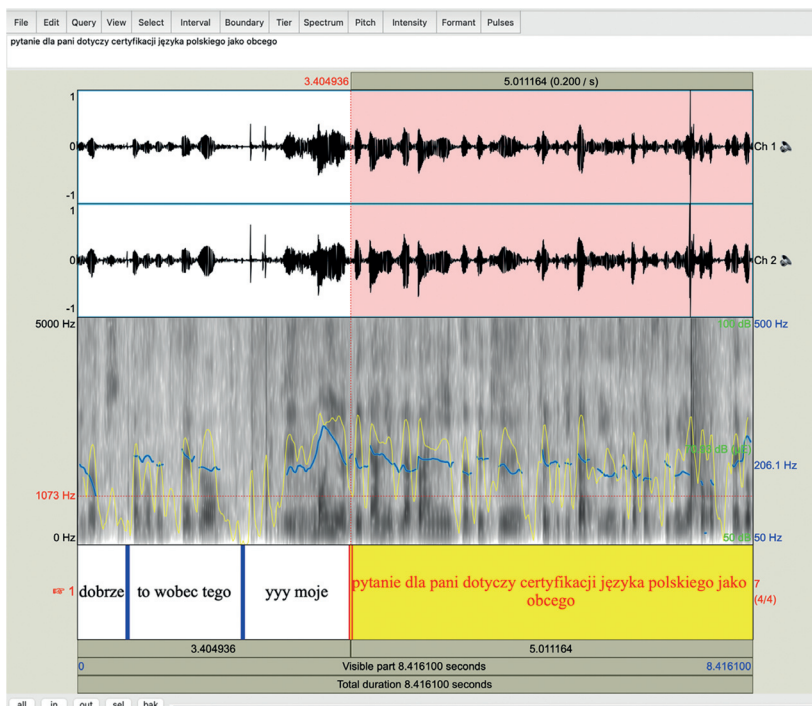 File Edit Query View Select Interval Boundary Tier Spectrum Pitch Intensity Formant Pulses
pytanie dla pani dotyczy certyfikacji języka polskiego jako obcego
3.404936 5.011164 (0.200 / s)
1
0 Ch 1
-1
1
0 Ch 2
-1
5000 Hz 100 dB 500 Hz
206.1 Hz
1073 Hz
0 Hz 50 dB 50 Hz
1 dobrze to wobec tego yyy moje pytanie dla pani dotyczy certyfikacji języka polskiego jako 7
obcego (4/4)
3.404936 5.011164
0 Visible part 8.416100 seconds 8.416100
Total duration 8.416100 seconds
all in out sel bak